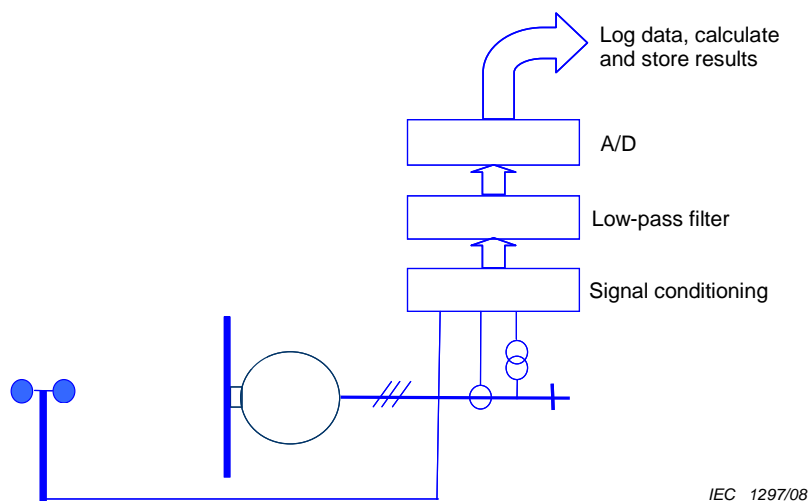 Log data, calculate
and store results
A/D
Low-pass filter
Signal conditioning
IEC 1297/08